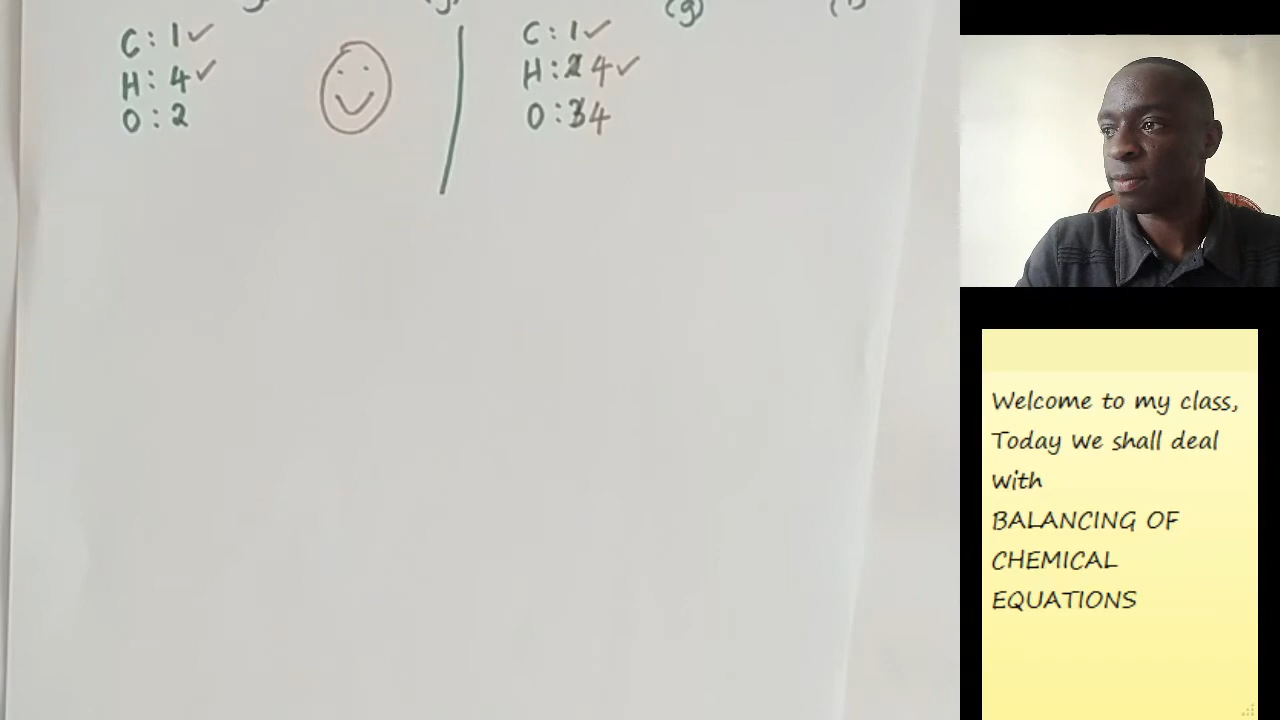 (g)
C: 1 ✓
H: 4 ✓
O: 2
C: 1 ✓
H: 2 4 ✓
O: 3 4
Welcome to my class,
Today we shall deal
with
BALANCING OF
CHEMICAL
EQUATIONS